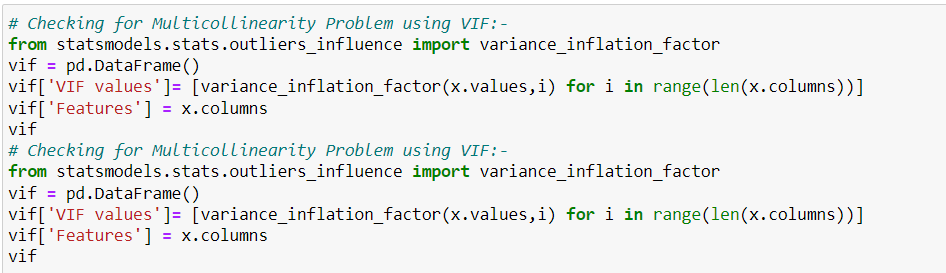 # Checking for Multicollinearity Problem using VIF:-
from statsmodels.stats.outliers_influence import variance_inflation_factor
vif = pd.DataFrame()
vif['VIF values']= [variance_inflation_factor(x.values,i) for i in range(len(x.columns))]
vif['Features'] = x.columns
vif
# Checking for Multicollinearity Problem using VIF:-
from statsmodels.stats.outliers_influence import variance_inflation_factor
vif = pd.DataFrame()
vif['VIF values']= [variance_inflation_factor(x.values,i) for i in range(len(x.columns))]
vif['Features'] = x.columns
vif